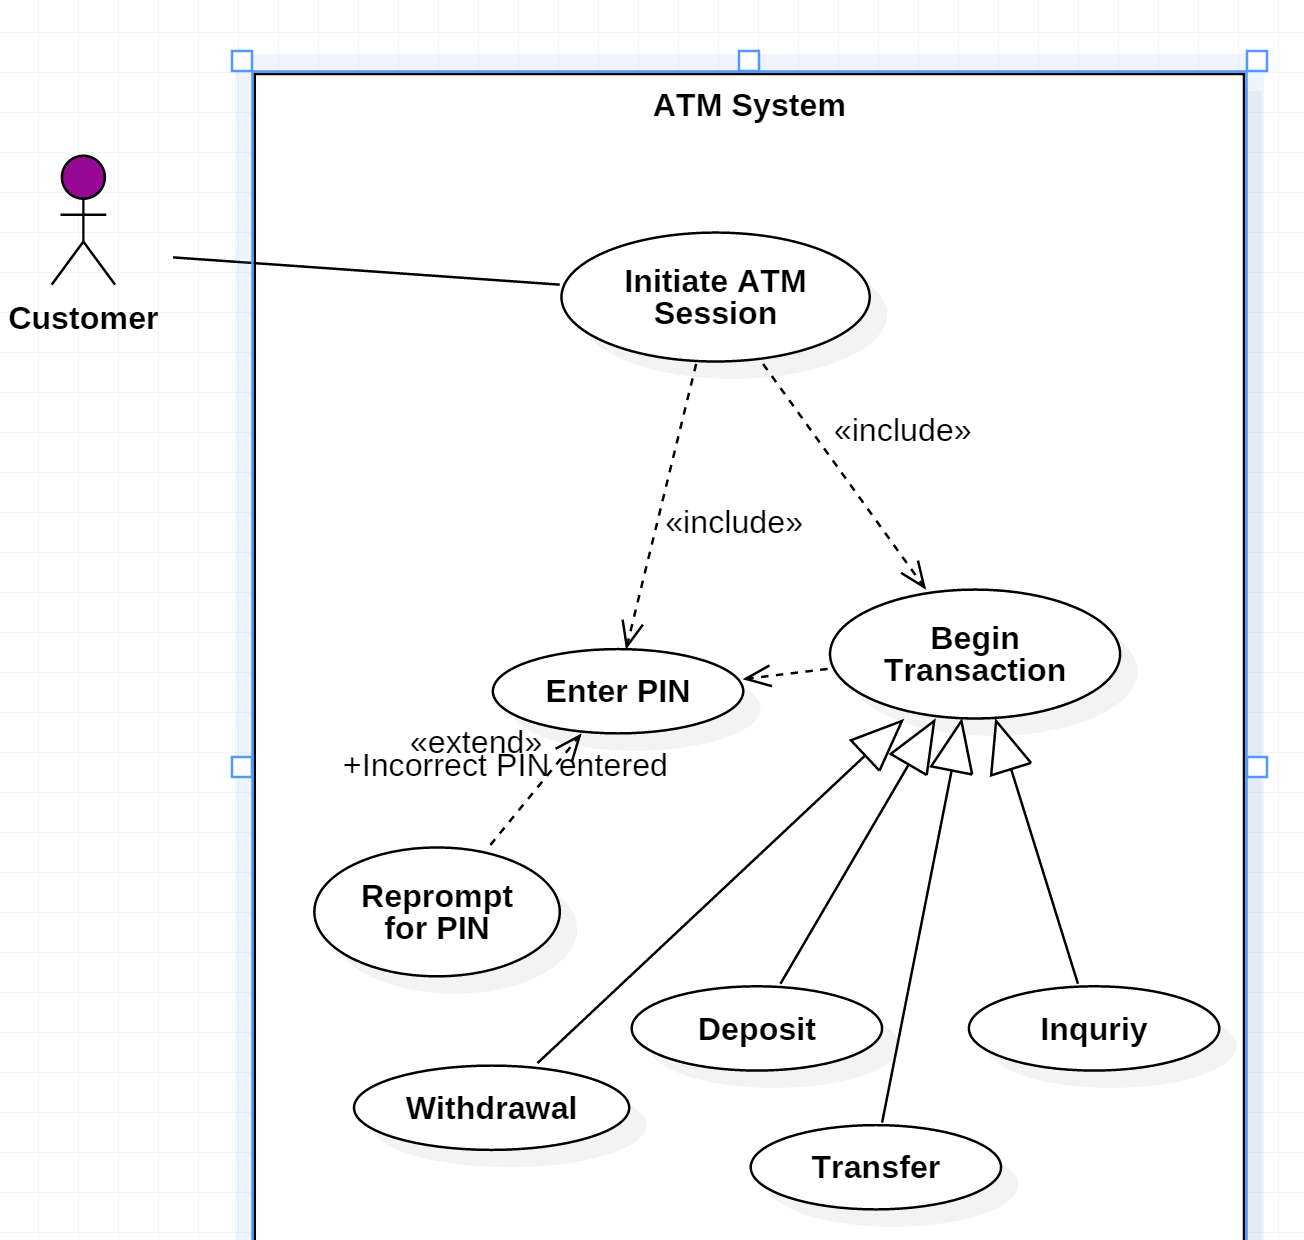 ATM System
Customer
Initiate ATM
Session
«include»
«include»
Begin
Transaction
Enter PIN
«extend»
+Incorrect PIN entered
Reprompt
for PIN
Deposit
Inquriy
Withdrawal
Transfer